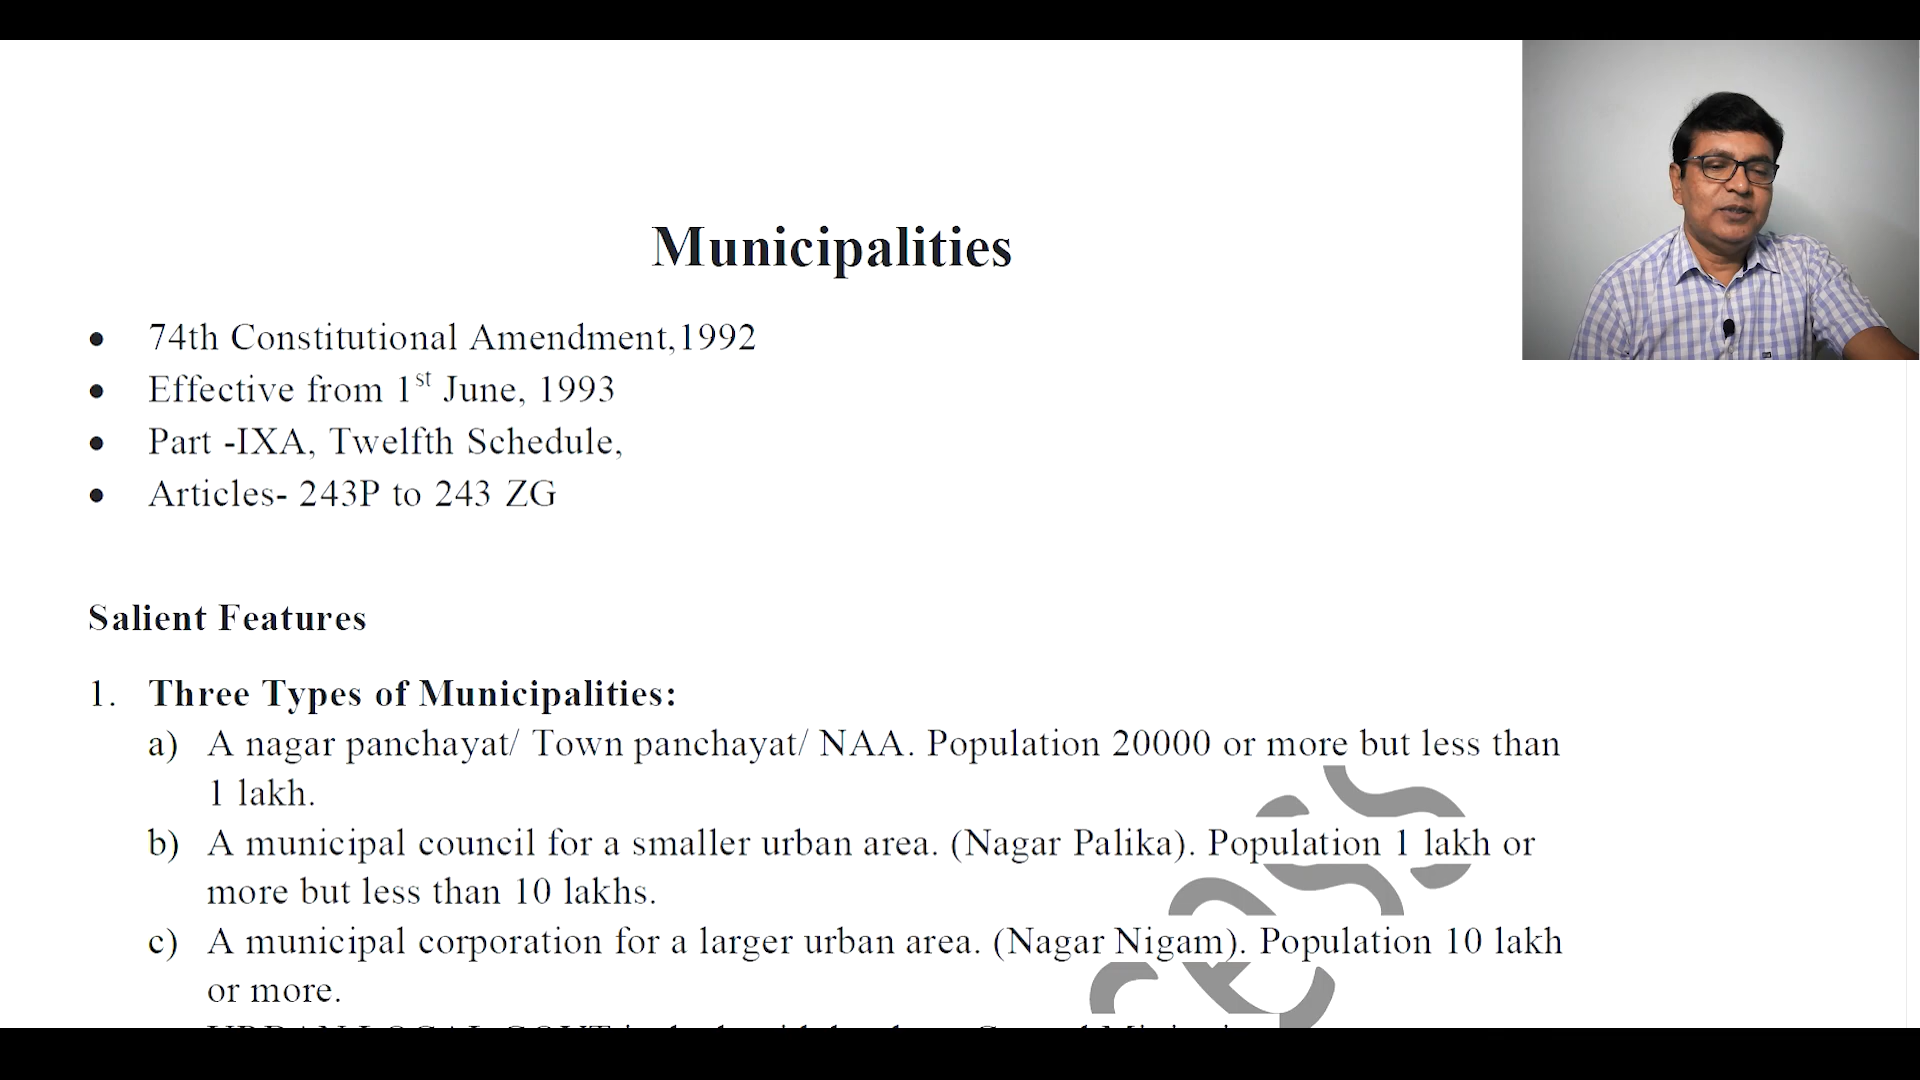 Municipalities
• 74th Constitutional Amendment,1992
• Effective from 1st June, 1993
• Part -IXA, Twelfth Schedule,
• Articles- 243P to 243 ZG
Salient Features
1. Three Types of Municipalities:
a) A nagar panchayat/ Town panchayat/ NAA. Population 20000 or more but less than
1 lakh.
b) A municipal council for a smaller urban area. (Nagar Palika). Population 1 lakh or
more but less than 10 lakhs.
c) A municipal corporation for a larger urban area. (Nagar Nigam). Population 10 lakh
or more.
URBAN LOCAL GOVT